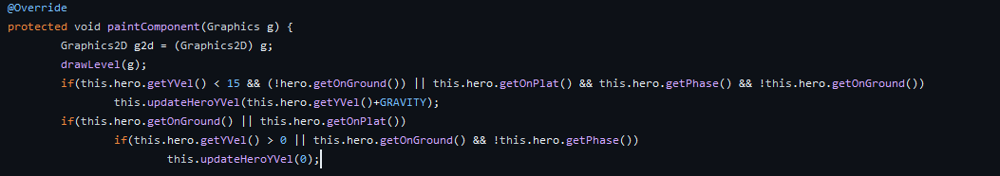 @Override
protected void paintComponent(Graphics g) {
Graphics2D g2d = (Graphics2D) g;
drawLevel(g);
if(this.hero.getYVel() < 15 && (!hero.getOnGround()) || this.hero.getOnPlat() && this.hero.getPhase() && !this.hero.getOnGround())
this.updateHeroYVel(this.hero.getYVel()+GRAVITY);
if(this.hero.getOnGround() || this.hero.getOnPlat())
if(this.hero.getYVel() > 0 || this.hero.getOnGround() && !this.hero.getPhase())
this.updateHeroYVel(0);